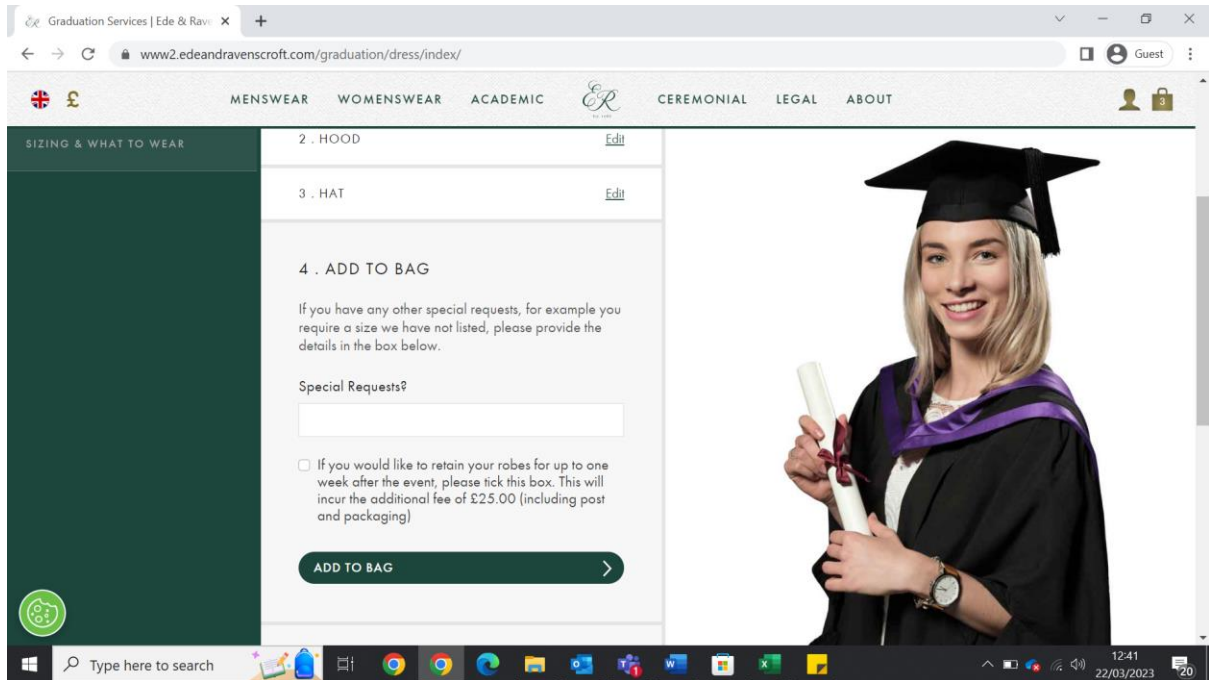 Graduation Services | Ede & Rave
www2.edeandravenscroft.com/graduation/dress/index/
Guest
£
MENSWEAR WOMENSWEAR ACADEMIC ER CEREMONIAL LEGAL ABOUT
3
SIZING & WHAT TO WEAR
2 . HOOD Edit
3 . HAT Edit
4 . ADD TO BAG
If you have any other special requests, for example you
require a size we have not listed, please provide the
details in the box below.
Special Requests?
If you would like to retain your robes for up to one
week after the event, please tick this box. This will
incur the additional fee of £25.00 (including post
and packaging)
ADD TO BAG
Type here to search
12:41
22/03/2023
20